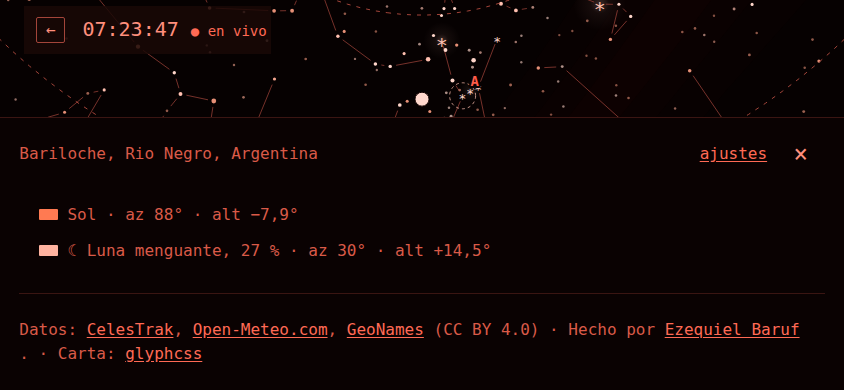 ← 07:23:47 ● en vivo
A
Bariloche, Río Negro, Argentina ajustes ×
Sol · az 88° · alt −7,9°
☾ Luna menguante, 27 % · az 30° · alt +14,5°
Datos: CelesTrak, Open-Meteo.com, GeoNames (CC BY 4.0) · Hecho por Ezequiel Baruf
. · Carta: glyphcss